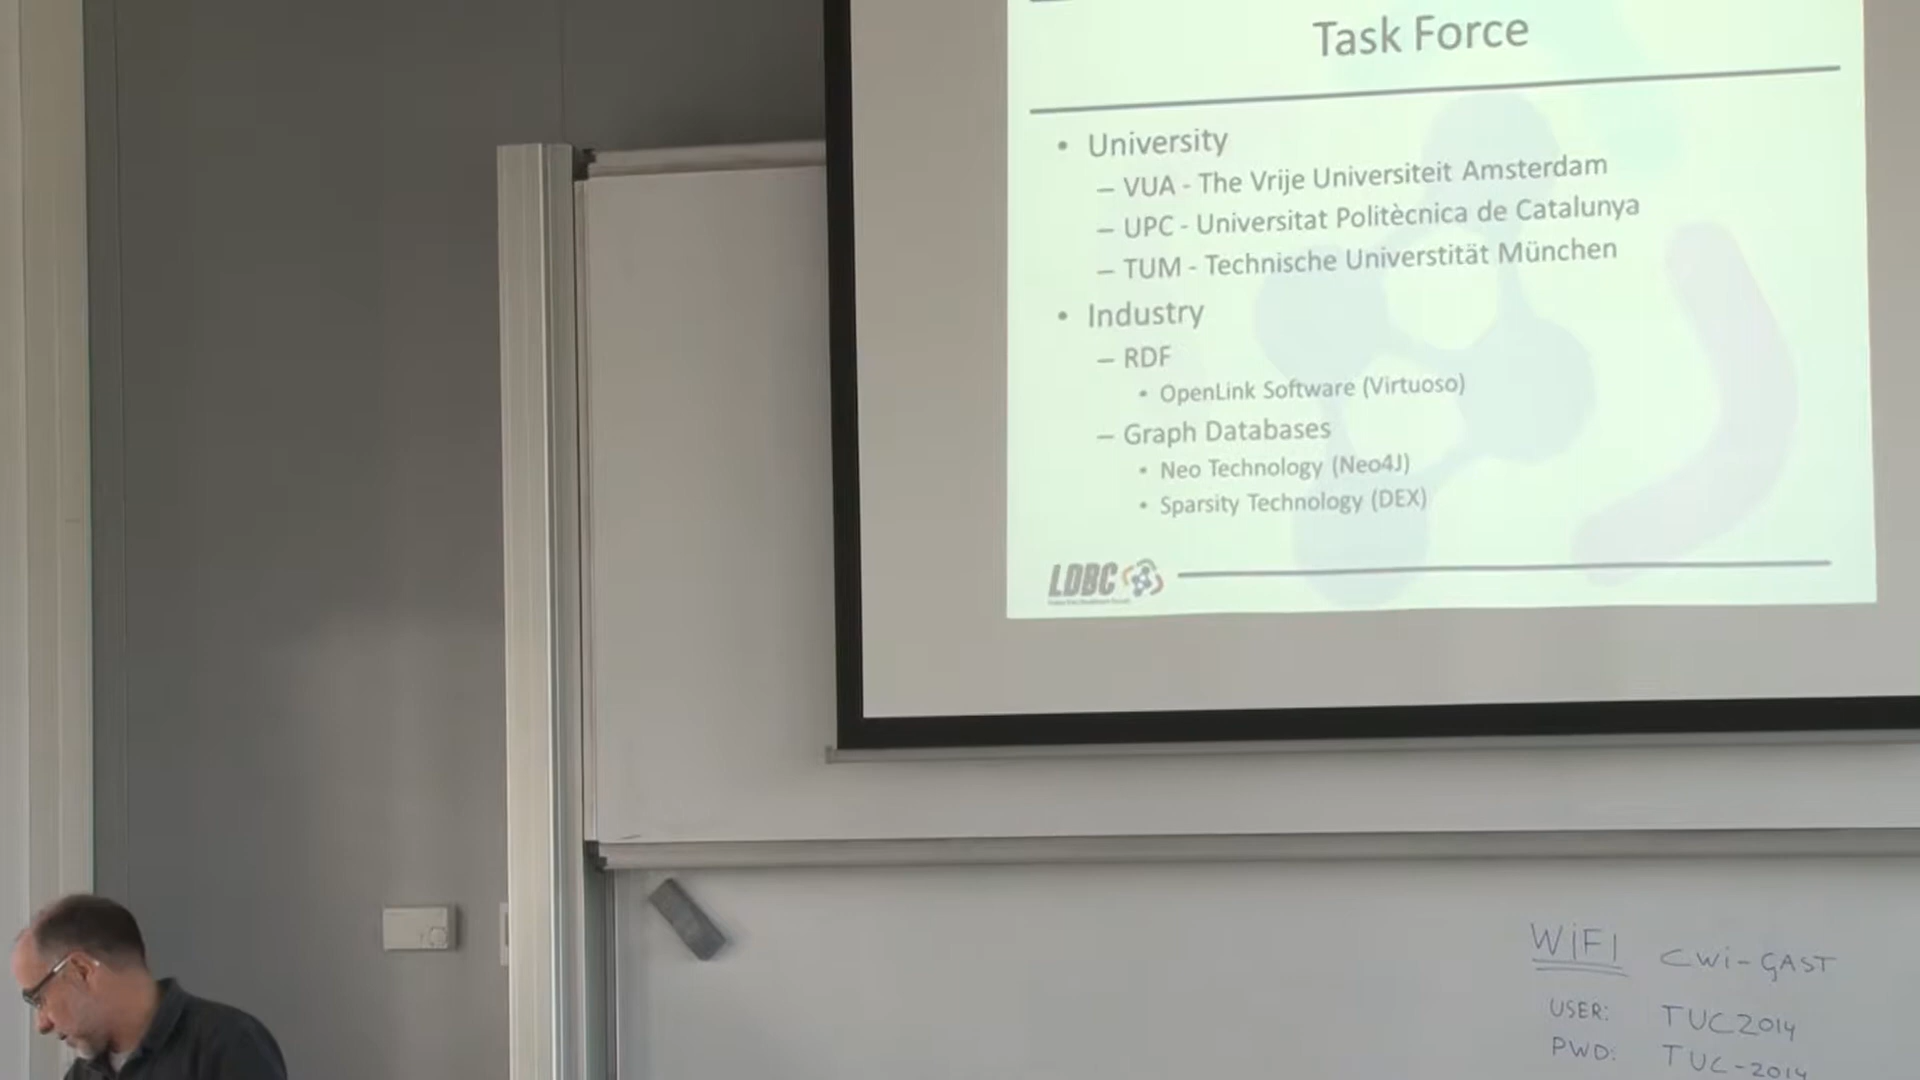 Task Force
• University
– VUA - The Vrije Universiteit Amsterdam
– UPC - Universitat Politècnica de Catalunya
– TUM - Technische Universtität München
• Industry
– RDF
• OpenLink Software (Virtuoso)
– Graph Databases
• Neo Technology (Neo4J)
• Sparsity Technology (DEX)
LDBC
WiFI CWI-GAST
USER: TUC2014
PWD: TUC-2014